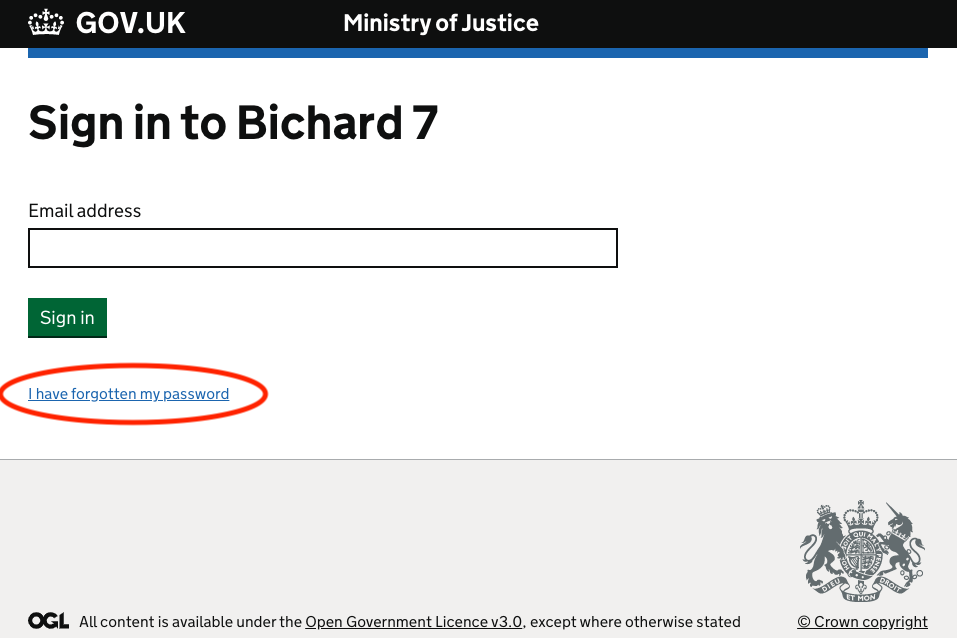 GOV.UK Ministry of Justice
Sign in to Bichard 7
Email address
Sign in
I have forgotten my password
DIEU ET MON DROIT
OGL All content is available under the Open Government Licence v3.0, except where otherwise stated © Crown copyright